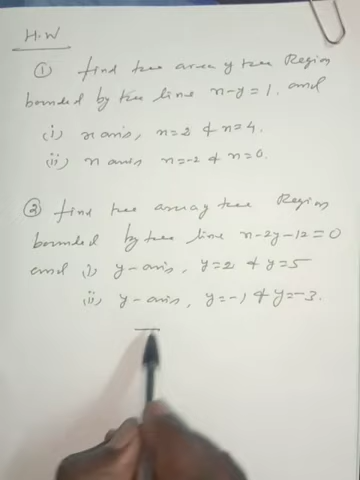 H.W
① find the area of the Region
bounded by the line x-y=1. and
(i) x axis, x=2 & x=4.
(ii) x axis x=-2 & x=0.
② find the area of the Region
bounded by the line x-2y-12=0
and (i) y-axis, y=2 & y=5
(ii) y-axis, y=-1 & y=-3.